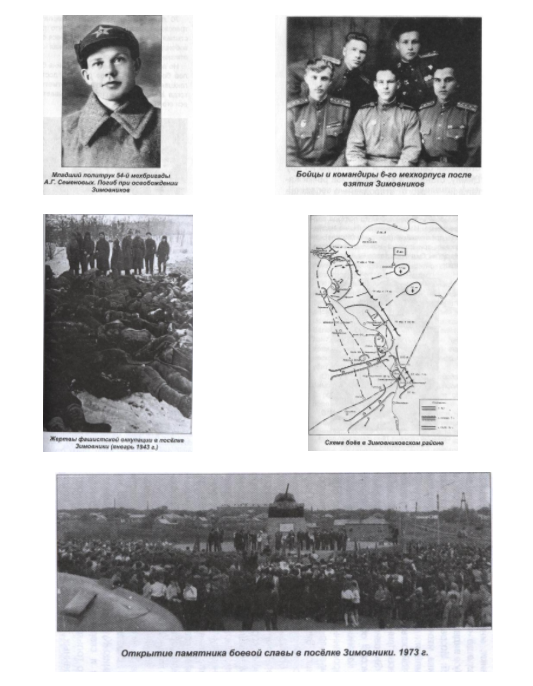 Младший политрук 54-й мехбригады
А.Г. Семеновых. Погиб при освобождении
Зимовников
Бойцы и командиры 6-го мехкорпуса после
взятия Зимовников
Жертвы фашистской оккупации в посёлке
Зимовники (январь 1943 г.)
Схема боёв в Зимовниковском районе
Открытие памятника боевой славы в посёлке Зимовники. 1973 г.